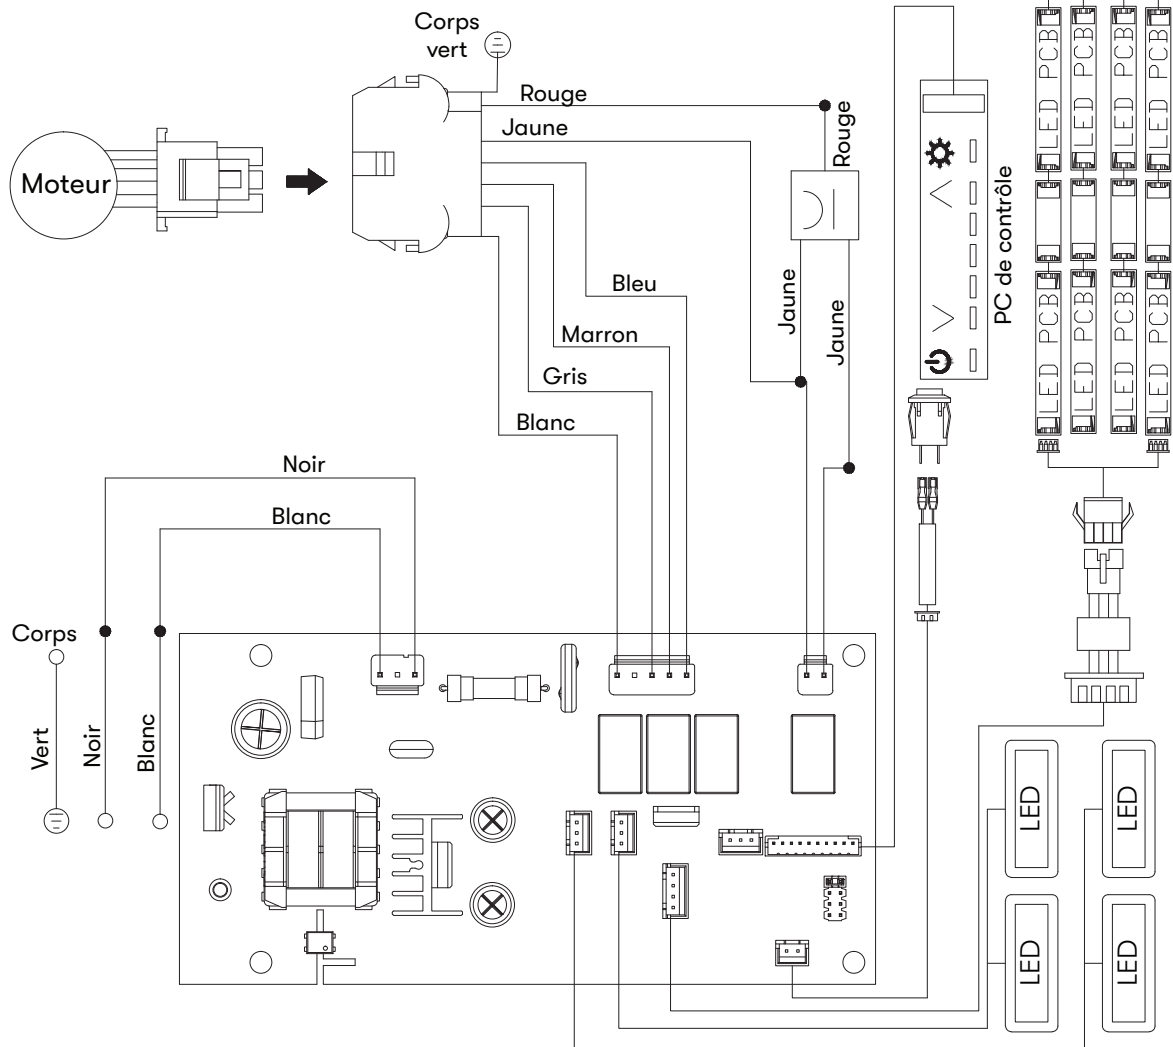 Corps
vert
Rouge
Jaune
Rouge
Moteur
PC de contrôle
LED PCB
LED PCB
LED PCB
LED PCB
Bleu
Jaune
Jaune
Marron
Gris
Blanc
LED PCB
LED PCB
LED PCB
LED PCB
Noir
Blanc
Corps
Vert
Noir
Blanc
LED
LED
LED
LED